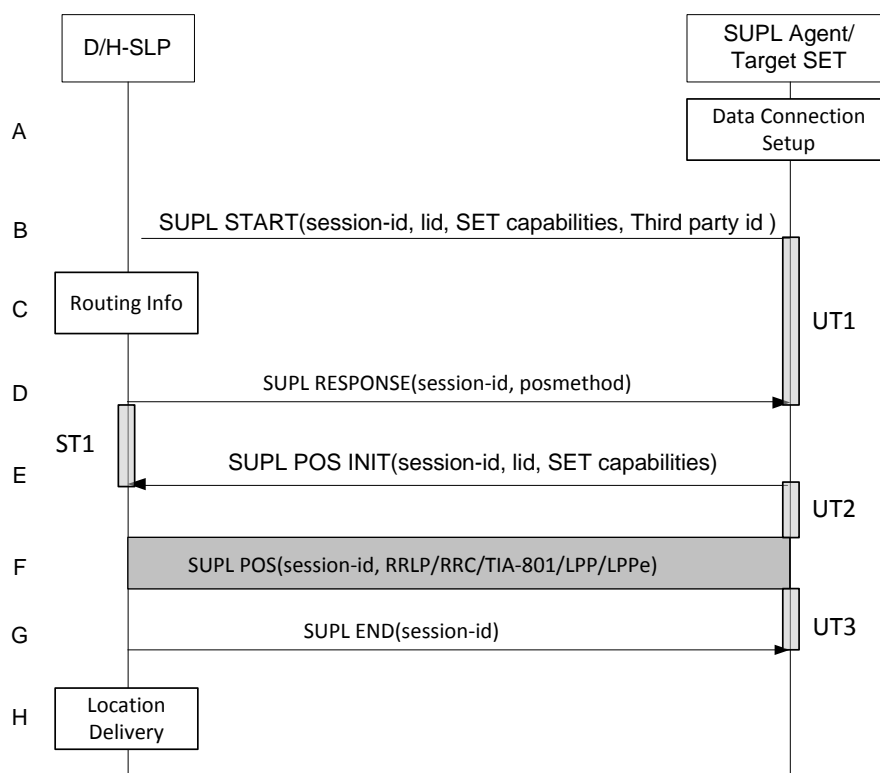 D/H-SLP
SUPL Agent/
Target SET
A
Data Connection
Setup
B
SUPL START(session-id, lid, SET capabilities, Third party id )
C
Routing Info
UT1
D
SUPL RESPONSE(session-id, posmethod)
ST1
E
SUPL POS INIT(session-id, lid, SET capabilities)
UT2
F
SUPL POS(session-id, RRLP/RRC/TIA-801/LPP/LPPe)
G
SUPL END(session-id)
UT3
H
Location
Delivery